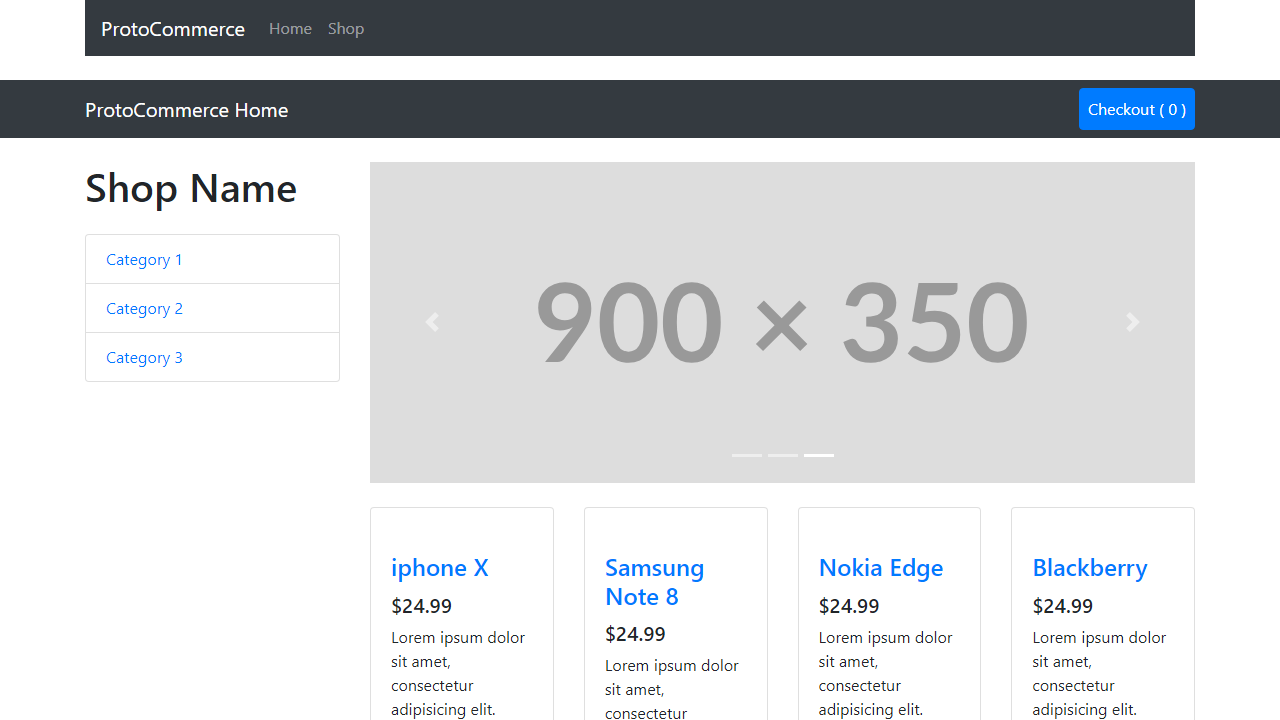 ProtoCommerce Home Shop
ProtoCommerce Home
Checkout ( 0 )
Shop Name
Category 1
Category 2
Category 3
900 × 350
iphone X
$24.99
Lorem ipsum dolor
sit amet,
consectetur
adipisicing elit.
Samsung
Note 8
$24.99
Lorem ipsum dolor
sit amet,
consectetur
Nokia Edge
$24.99
Lorem ipsum dolor
sit amet,
consectetur
adipisicing elit.
Blackberry
$24.99
Lorem ipsum dolor
sit amet,
consectetur
adipisicing elit.